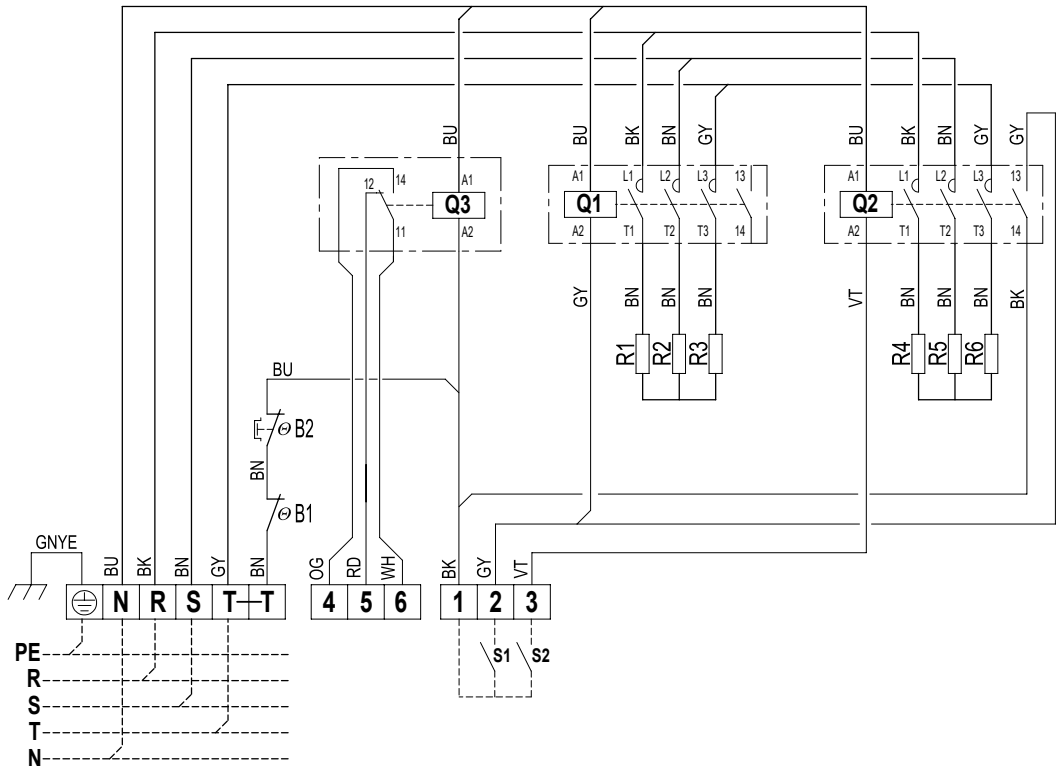 BU BU BK BN GY BU BK BN GY GY
12 14 A1 A1 L1 L2 L3 13 A1 L1 L2 L3 13
Q3 Q1 Q2
11 A2 A2 T1 T2 T3 14 A2 T1 T2 T3 14
GY BN BN BN VT BN BN BN BK
R1 R2 R3 R4 R5 R6
BU
Θ B2
BN
Θ B1
GNYE
BU BK BN GY BN OG RD WH BK GY VT
N R S T T 4 5 6 1 2 3
S1 S2
PE
R
S
T
N